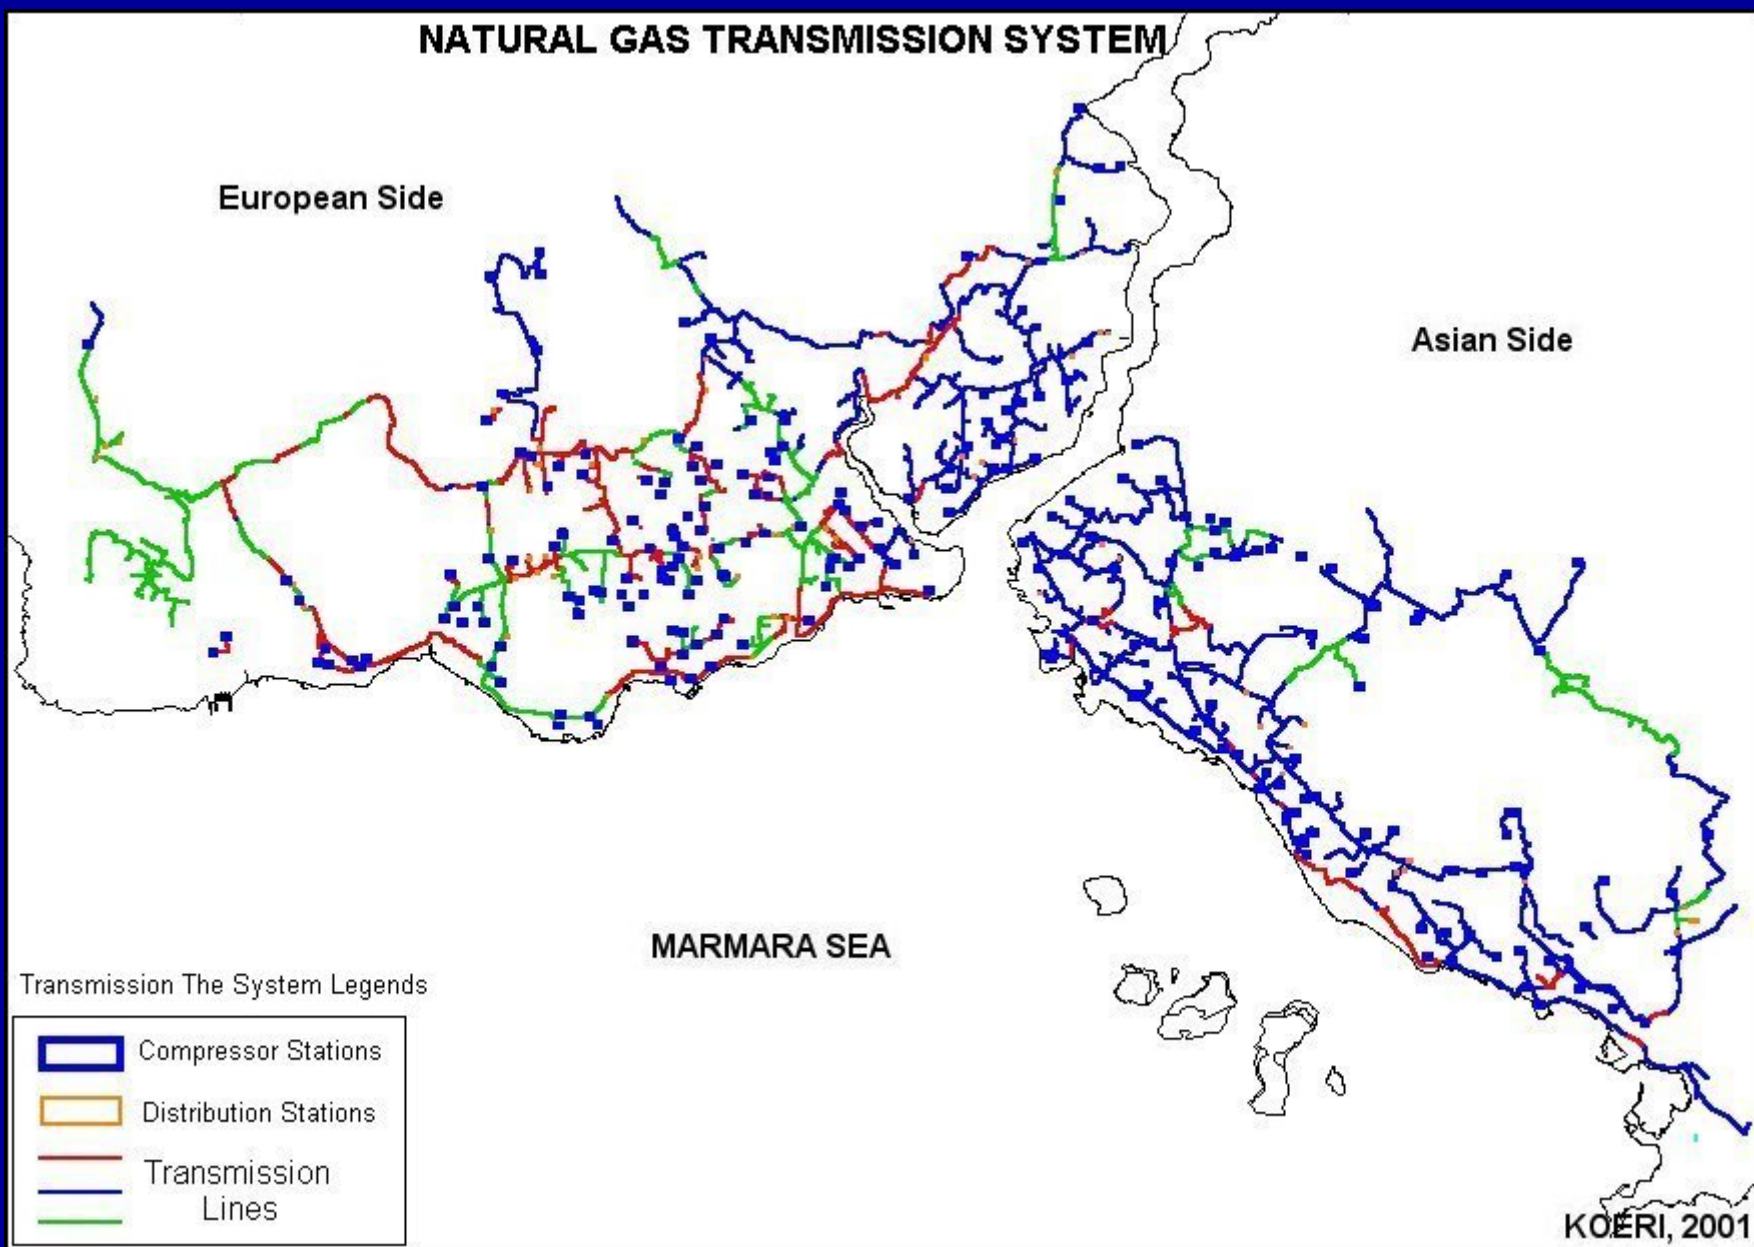 NATURAL GAS TRANSMISSION SYSTEM
European Side
Asian Side
MARMARA SEA
Transmission The System Legends
Compressor Stations
Distribution Stations
Transmission
Lines
KOERI, 2001